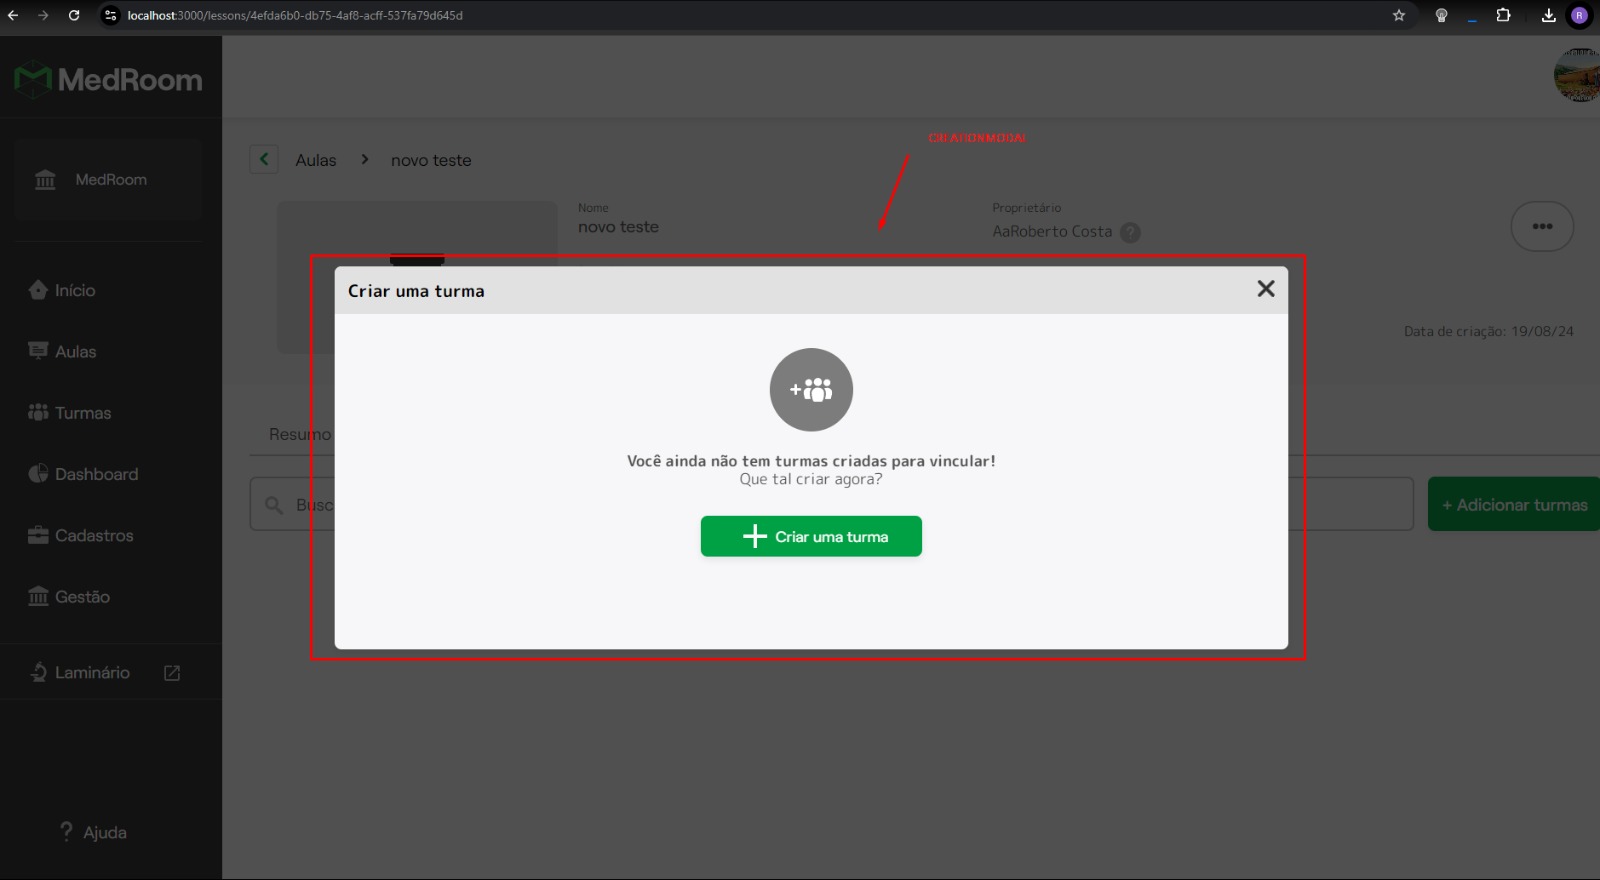 localhost:3000/lessons/4efda6b0-db75-4af8-acff-537fa79d645d
R
MedRoom
MedRoom
Início
Aulas
Turmas
Dashboard
Cadastros
Gestão
Laminário
? Ajuda
Aulas > novo teste
CREATIONMODAL
Nome
novo teste
Proprietário
AaRoberto Costa ?
Data de criação: 19/08/24
Resumo
Busc
+ Adicionar turmas
Criar uma turma
Você ainda não tem turmas criadas para vincular!
Que tal criar agora?
Criar uma turma